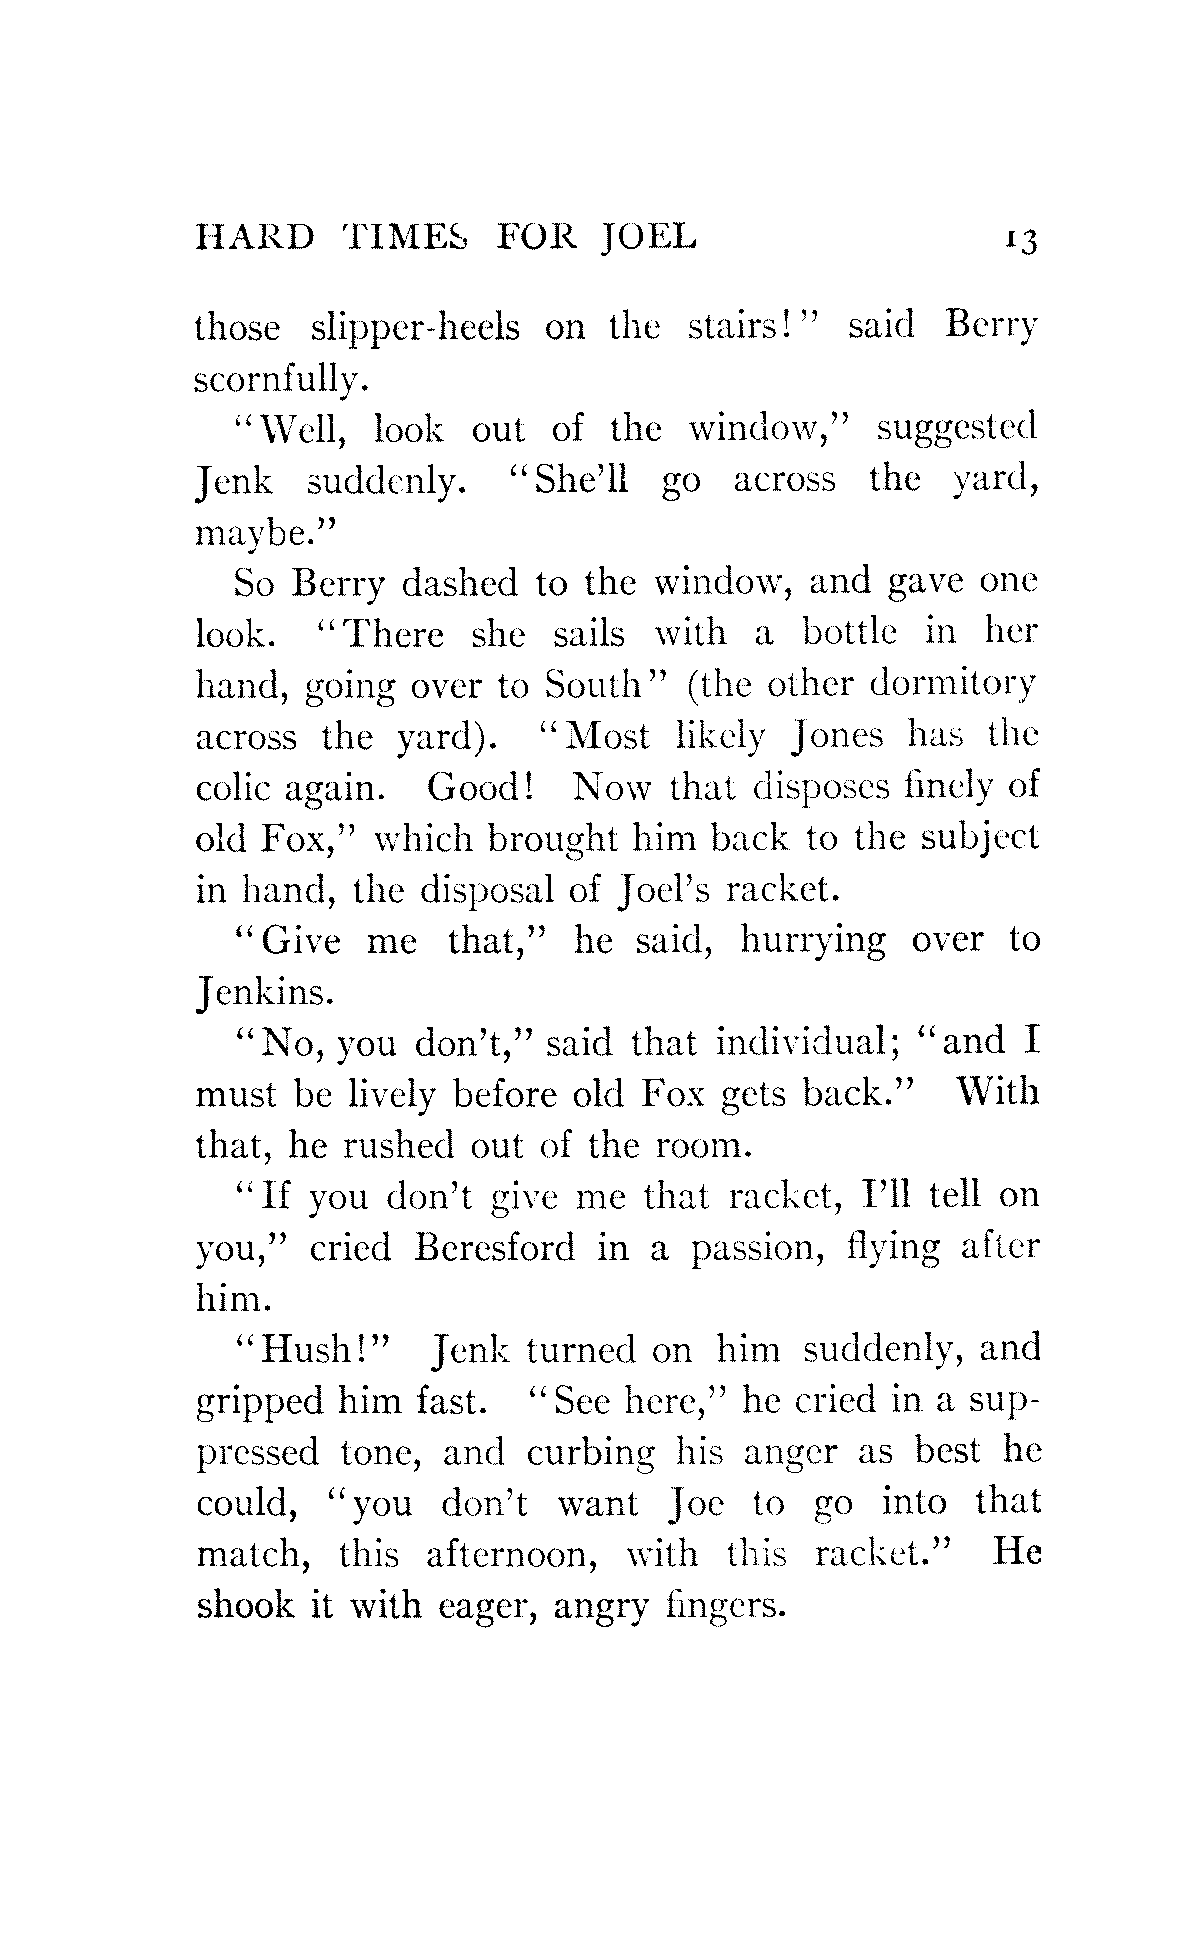 HARD TIMES FOR JOEL 13
those slipper-heels on the stairs!" said Berry
scornfully.
"Well, look out of the window," suggested
Jenk suddenly. "She'll go across the yard,
maybe."
So Berry dashed to the window, and gave one
look. "There she sails with a bottle in her
hand, going over to South" (the other dormitory
across the yard). "Most likely Jones has the
colic again. Good! Now that disposes finely of
old Fox," which brought him back to the subject
in hand, the disposal of Joel's racket.
"Give me that," he said, hurrying over to
Jenkins.
"No, you don't," said that individual; "and I
must be lively before old Fox gets back." With
that, he rushed out of the room.
"If you don't give me that racket, I'll tell on
you," cried Beresford in a passion, flying after
him.
"Hush!" Jenk turned on him suddenly, and
gripped him fast. "See here," he cried in a sup-
pressed tone, and curbing his anger as best he
could, "you don't want Joe to go into that
match, this afternoon, with this racket." He
shook it with eager, angry fingers.